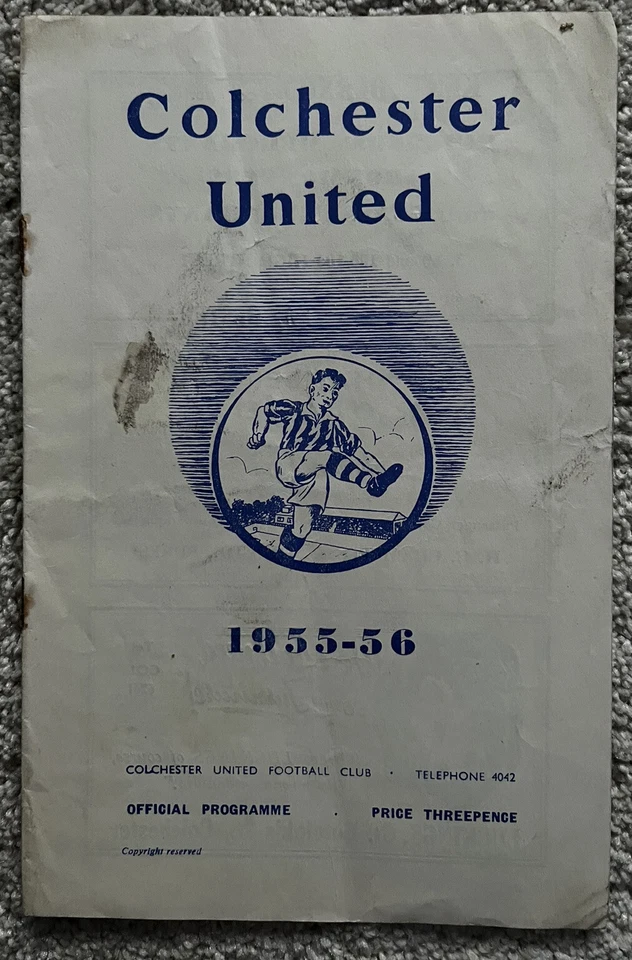 Colchester
United
1955-56
COLCHESTER UNITED FOOTBALL CLUB · TELEPHONE 4042
OFFICIAL PROGRAMME . PRICE THREEPENCE
Copyright reserved